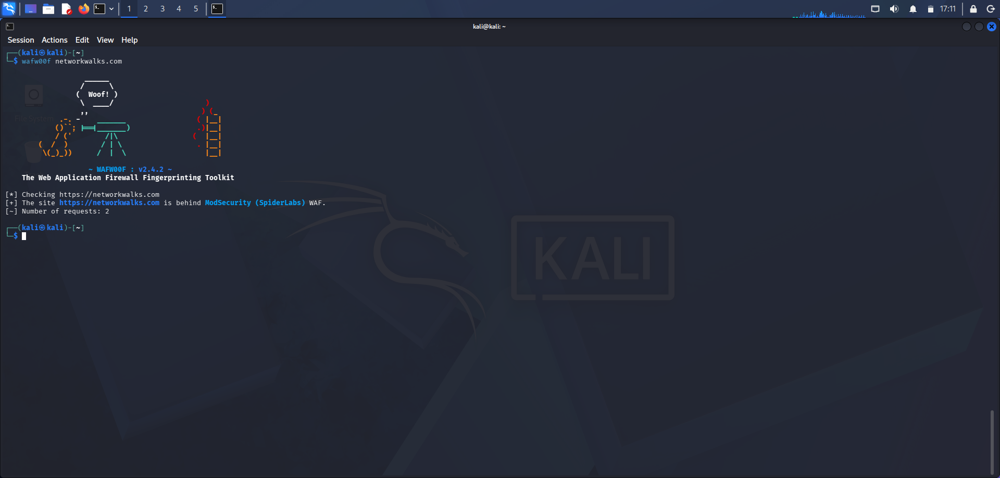 1 2 3 4 5 17:11
kali@kali: ~
Session Actions Edit View Help
┌──(kali㉿kali)-[~]
└─$ wafw00f networkwalks.com
Woof!
File System
~ WAFW00F : v2.4.2 ~
The Web Application Firewall Fingerprinting Toolkit
[*] Checking https://networkwalks.com
[+] The site https://networkwalks.com is behind ModSecurity (SpiderLabs) WAF.
[~] Number of requests: 2
┌──(kali㉿kali)-[~]
└─$
KALI